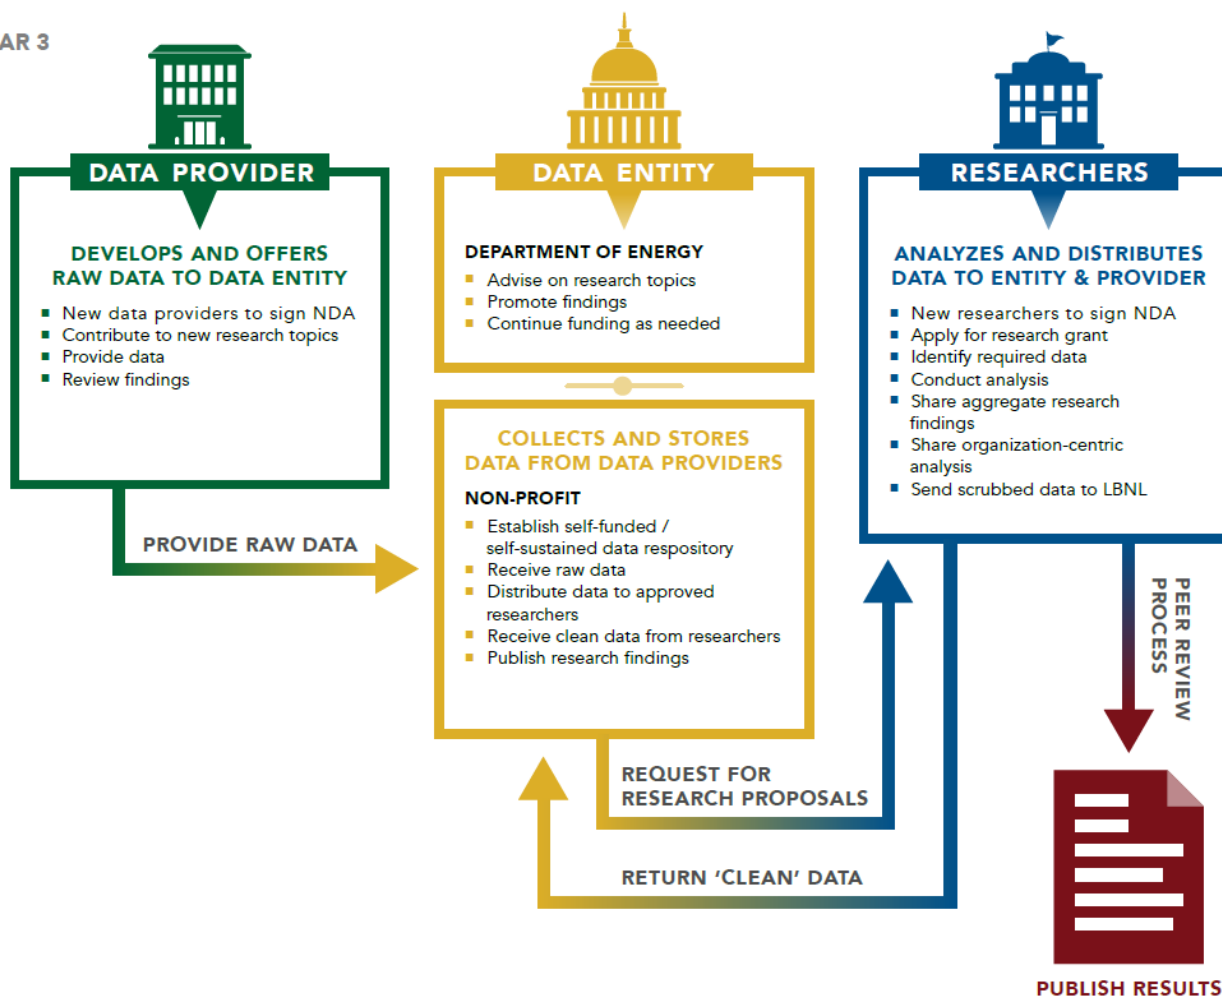 AR 3
DATA PROVIDER
DEVELOPS AND OFFERS
RAW DATA TO DATA ENTITY
New data providers to sign NDA
Contribute to new research topics
Provide data
Review findings
PROVIDE RAW DATA
DATA ENTITY
DEPARTMENT OF ENERGY
Advise on research topics
Promote findings
Continue funding as needed
COLLECTS AND STORES
DATA FROM DATA PROVIDERS
NON-PROFIT
Establish self-funded /
self-sustained data respository
Receive raw data
Distribute data to approved
researchers
Receive clean data from researchers
Publish research findings
REQUEST FOR
RESEARCH PROPOSALS
RETURN ‘CLEAN’ DATA
RESEARCHERS
ANALYZES AND DISTRIBUTES
DATA TO ENTITY & PROVIDER
New researchers to sign NDA
Apply for research grant
Identify required data
Conduct analysis
Share aggregate research
findings
Share organization-centric
analysis
Send scrubbed data to LBNL
PEER REVIEW
PROCESS
PUBLISH RESULTS